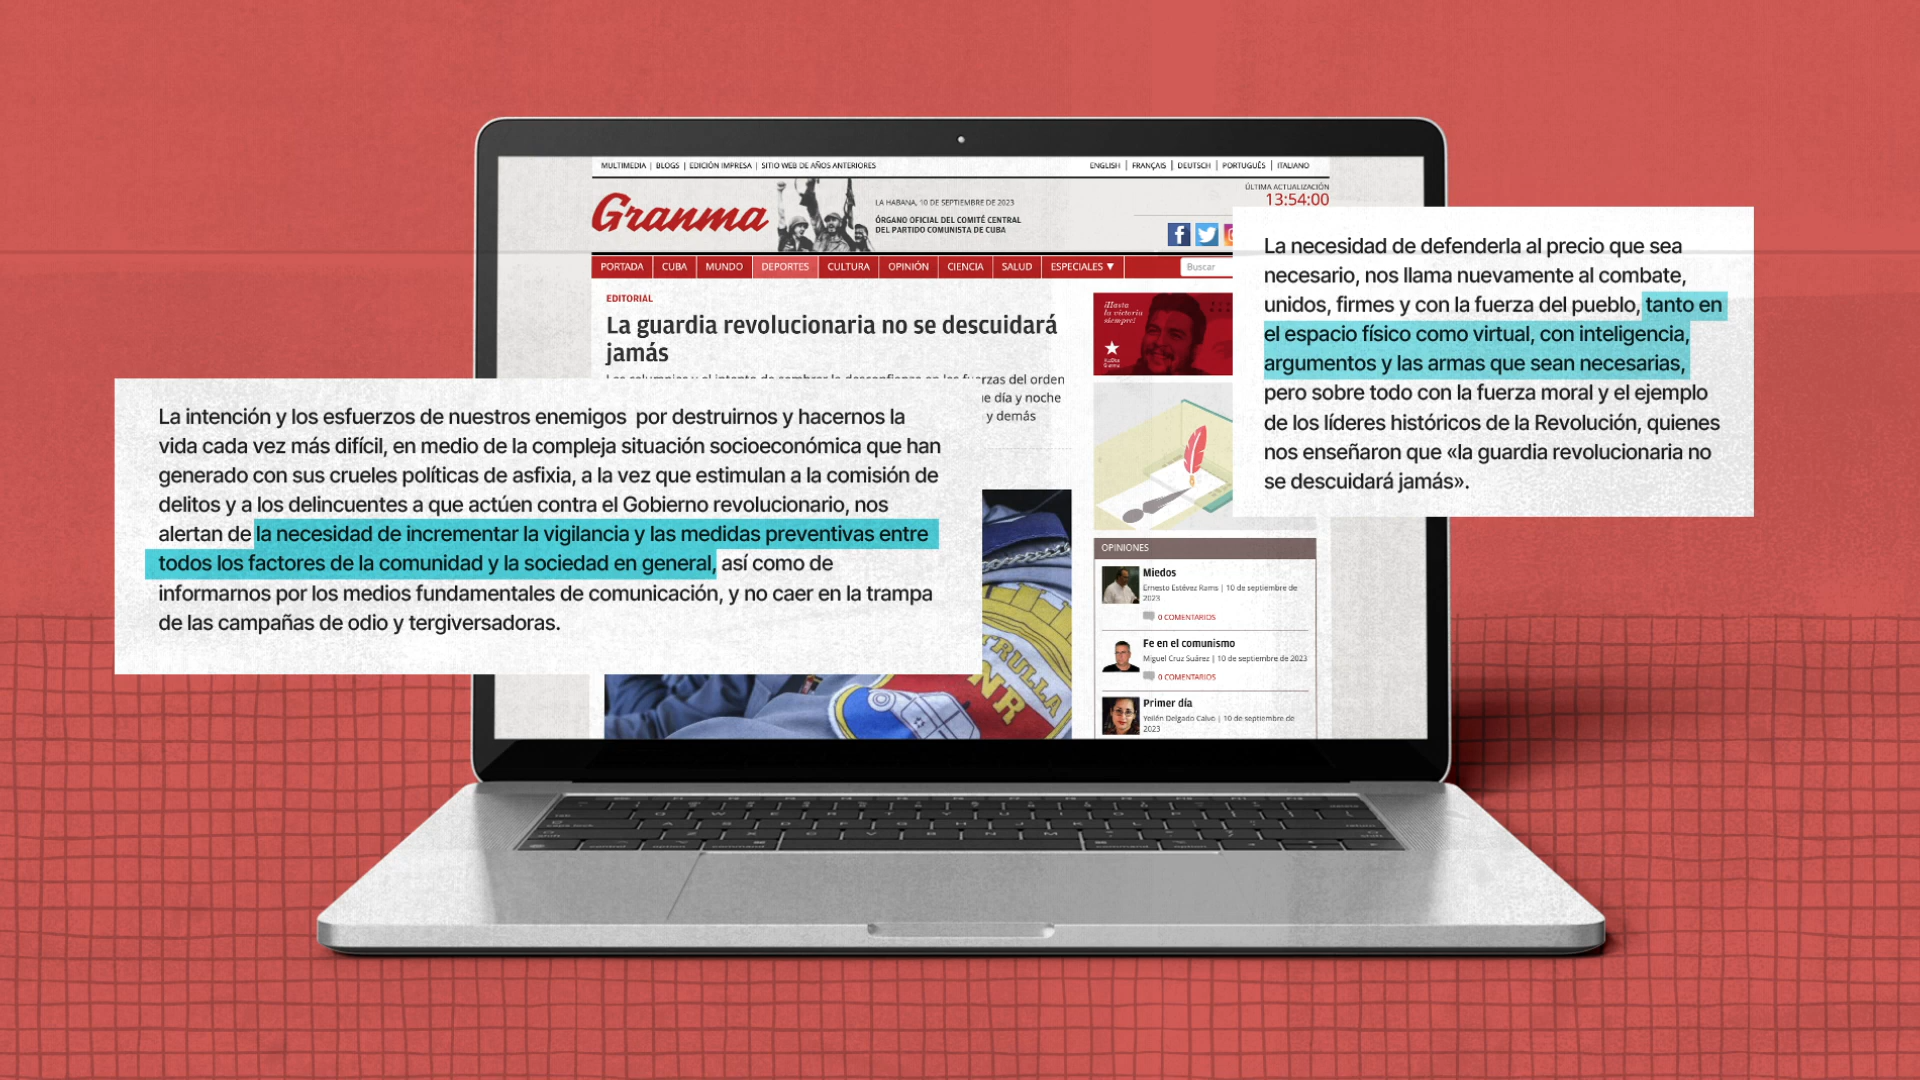 MULTIMEDIA | BLOGS | EDICIÓN IMPRESA | SITIO WEB DE AÑOS ANTERIORES
ENGLISH | FRANÇAIS | DEUTSCH | PORTUGUÊS | ITALIANO
Granma
LA HABANA, 10 DE SEPTIEMBRE DE 2023
ÓRGANO OFICIAL DEL COMITÉ CENTRAL
DEL PARTIDO COMUNISTA DE CUBA
ÚLTIMA ACTUALIZACIÓN
13:54:00
PORTADA CUBA MUNDO DEPORTES CULTURA OPINIÓN CIENCIA SALUD ESPECIALES ▼
Buscar
EDITORIAL
La guardia revolucionaria no se descuidará
jamás
rzas del orden
día y noche
y demás
La intención y los esfuerzos de nuestros enemigos por destruirnos y hacernos la
vida cada vez más difícil, en medio de la compleja situación socioeconómica que han
generado con sus crueles políticas de asfixia, a la vez que estimulan a la comisión de
delitos y a los delincuentes a que actúen contra el Gobierno revolucionario, nos
alertan de la necesidad de incrementar la vigilancia y las medidas preventivas entre
todos los factores de la comunidad y la sociedad en general, así como de
informarnos por los medios fundamentales de comunicación, y no caer en la trampa
de las campañas de odio y tergiversadoras.
TRULLA
NR
¡Hasta
la victoria
siempre!
La necesidad de defenderla al precio que sea
necesario, nos llama nuevamente al combate,
unidos, firmes y con la fuerza del pueblo, tanto en
el espacio físico como virtual, con inteligencia,
argumentos y las armas que sean necesarias,
pero sobre todo con la fuerza moral y el ejemplo
de los líderes históricos de la Revolución, quienes
nos enseñaron que «la guardia revolucionaria no
se descuidará jamás».
OPINIONES
Miedos
Ernesto Estévez Rams | 10 de septiembre de
2023
0 COMENTARIOS
Fe en el comunismo
Miguel Cruz Suárez | 10 de septiembre de 2023
0 COMENTARIOS
Primer día
Yeilén Delgado Calvo | 10 de septiembre de
2023